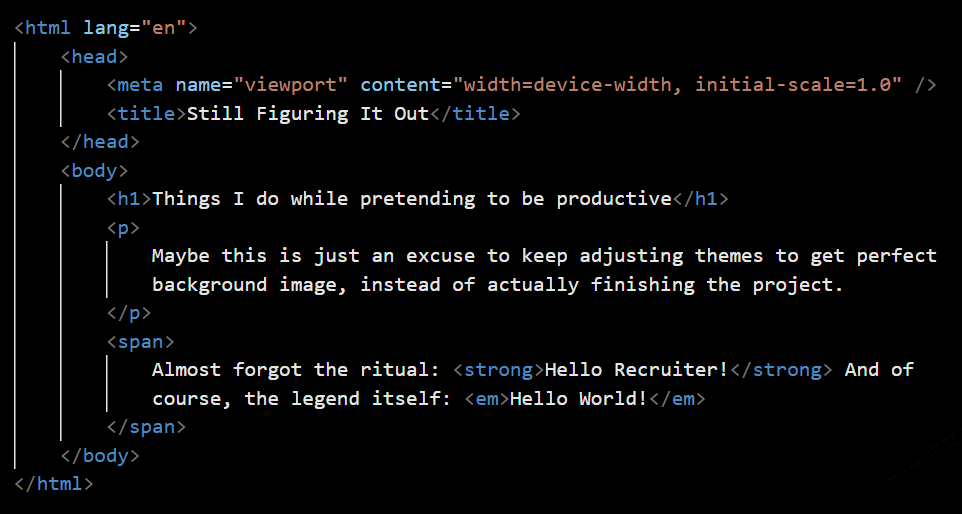 <html lang="en">
<head>
<meta name="viewport" content="width=device-width, initial-scale=1.0" />
<title>Still Figuring It Out</title>
</head>
<body>
<h1>Things I do while pretending to be productive</h1>
<p>
Maybe this is just an excuse to keep adjusting themes to get perfect
background image, instead of actually finishing the project.
</p>
<span>
Almost forgot the ritual: <strong>Hello Recruiter!</strong> And of
course, the legend itself: <em>Hello World!</em>
</span>
</body>
</html>